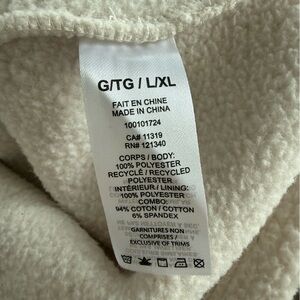 G/TG / L/XL
FAIT EN CHINE
MADE IN CHINA
100101724
CA# 11319
RN# 121340
CORPS / BODY:
100% POLYESTER
RECYCLÉ / RECYCLED
POLYESTER
INTÉRIEUR / LINING:
100% POLYESTER
COMBO:
94% COTON / COTTON
6% SPANDEX
GARNITURES NON
COMPRISES /
EXCLUSIVE OF TRIMS